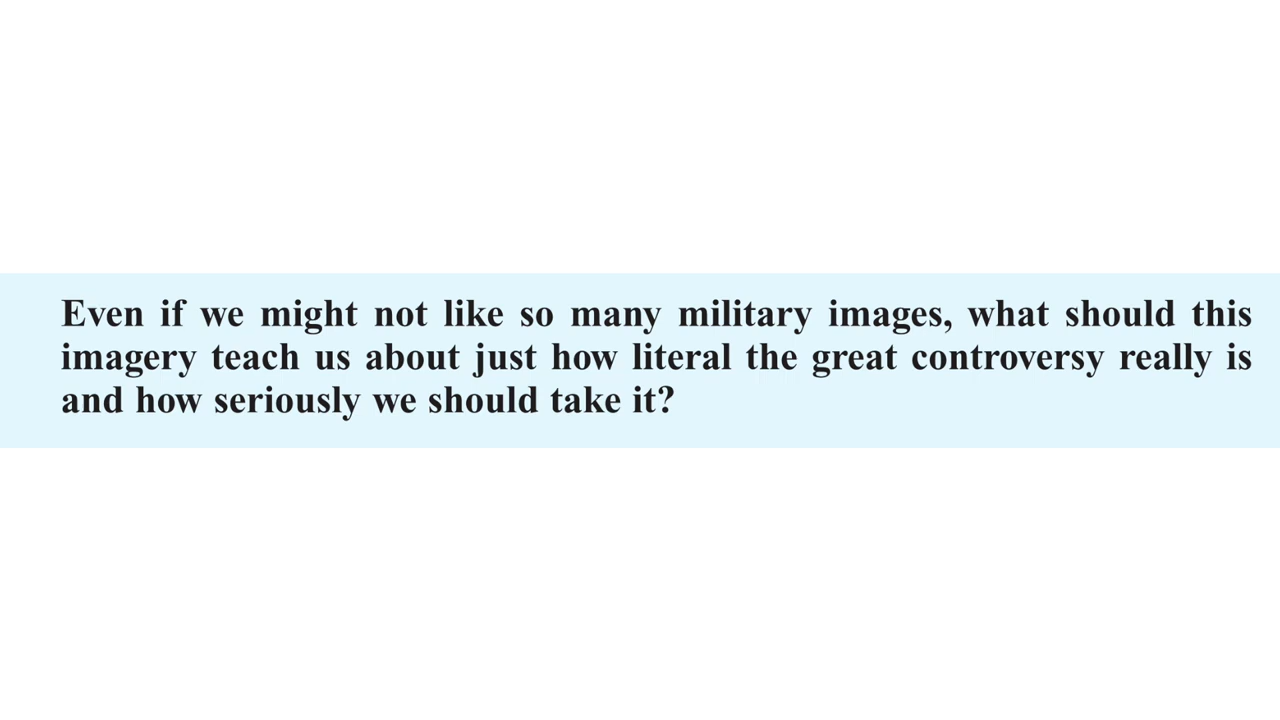 Even if we might not like so many military images, what should this
imagery teach us about just how literal the great controversy really is
and how seriously we should take it?